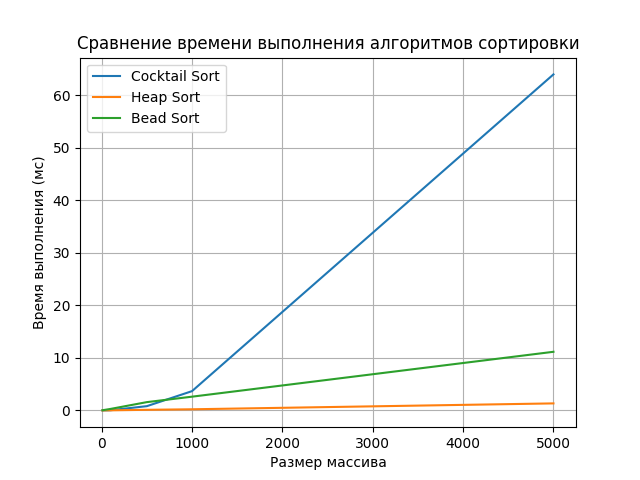 Сравнение времени выполнения алгоритмов сортировки
Cocktail Sort
Heap Sort
Bead Sort
Время выполнения (мс)
60
50
40
30
20
10
0
0 1000 2000 3000 4000 5000
Размер массива